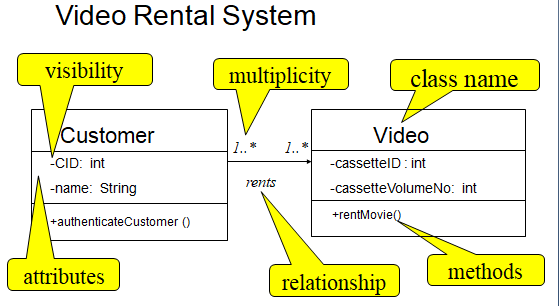 Video Rental System
visibility
multiplicity
class name
Customer
1..*
1..*
Video
-CID: int
-name: String
+authenticateCustomer ()
rents
-cassetteID : int
-cassetteVolumeNo: int
+rentMovie()
attributes
relationship
methods